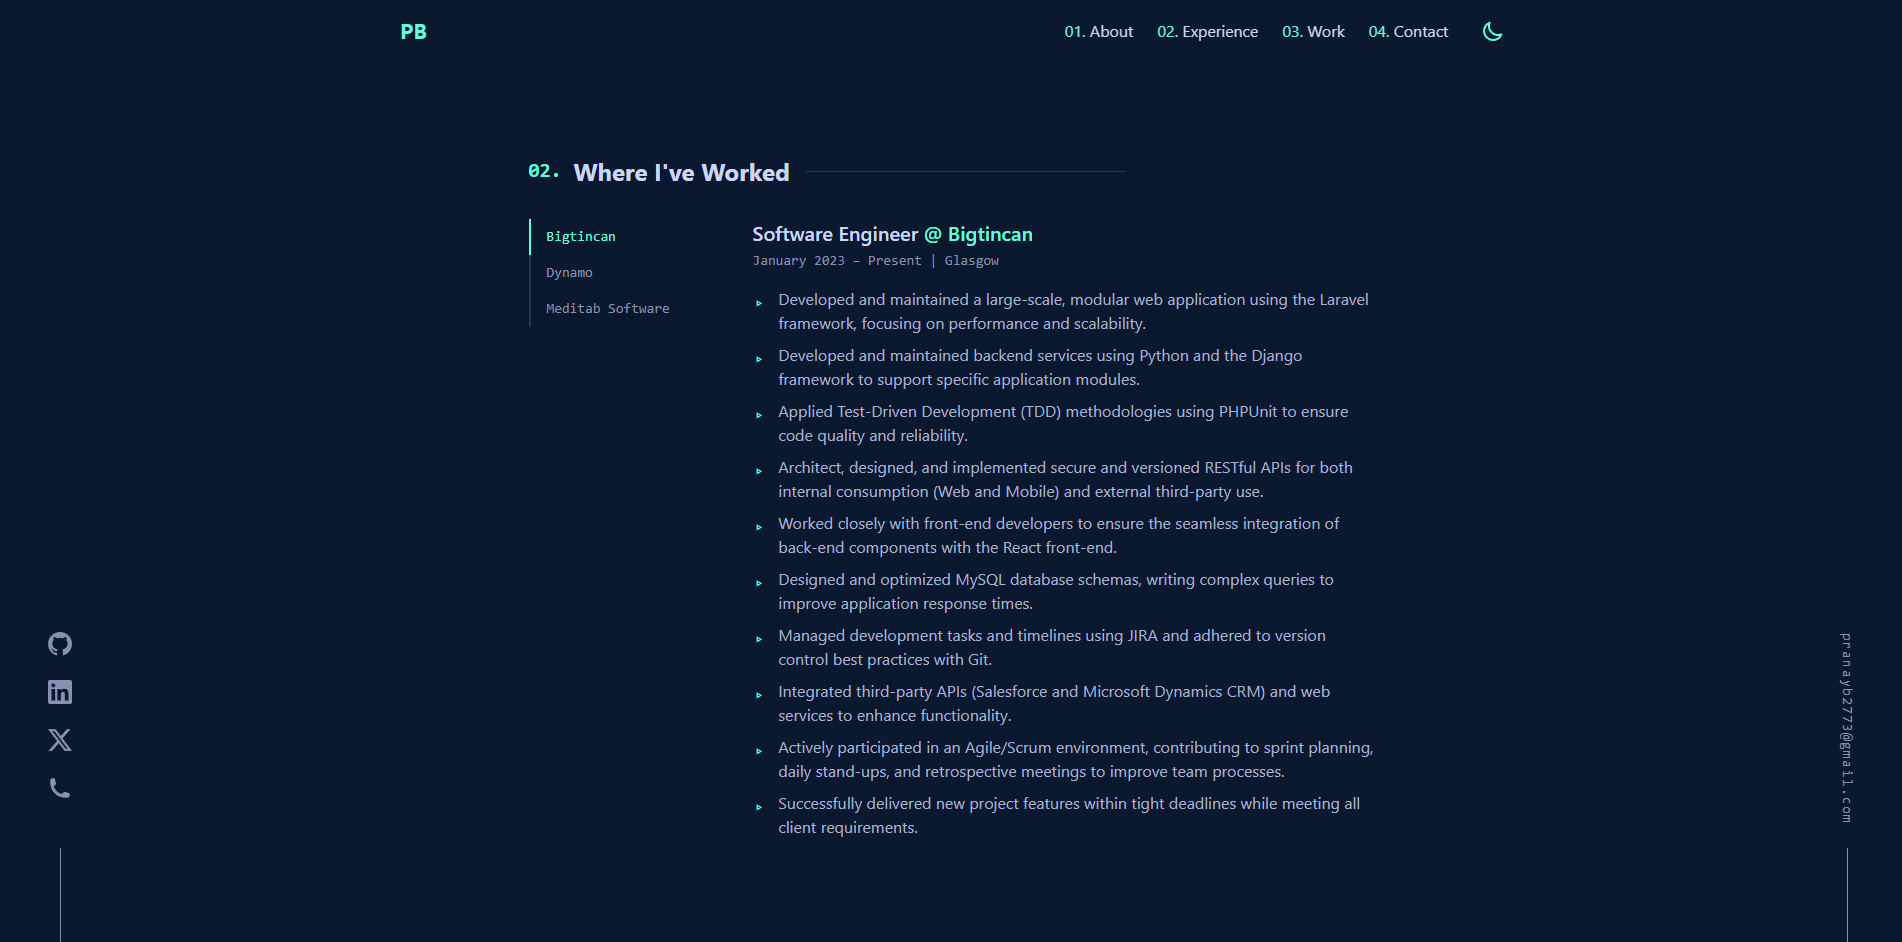 PB
01. About 02. Experience 03. Work 04. Contact
02. Where I've Worked
Bigtincan
Dynamo
Meditab Software
Software Engineer @ Bigtincan
January 2023 – Present | Glasgow
Developed and maintained a large-scale, modular web application using the Laravel
framework, focusing on performance and scalability.
Developed and maintained backend services using Python and the Django
framework to support specific application modules.
Applied Test-Driven Development (TDD) methodologies using PHPUnit to ensure
code quality and reliability.
Architect, designed, and implemented secure and versioned RESTful APIs for both
internal consumption (Web and Mobile) and external third-party use.
Worked closely with front-end developers to ensure the seamless integration of
back-end components with the React front-end.
Designed and optimized MySQL database schemas, writing complex queries to
improve application response times.
Managed development tasks and timelines using JIRA and adhered to version
control best practices with Git.
Integrated third-party APIs (Salesforce and Microsoft Dynamics CRM) and web
services to enhance functionality.
Actively participated in an Agile/Scrum environment, contributing to sprint planning,
daily stand-ups, and retrospective meetings to improve team processes.
Successfully delivered new project features within tight deadlines while meeting all
client requirements.
pranayb2773@gmail.com